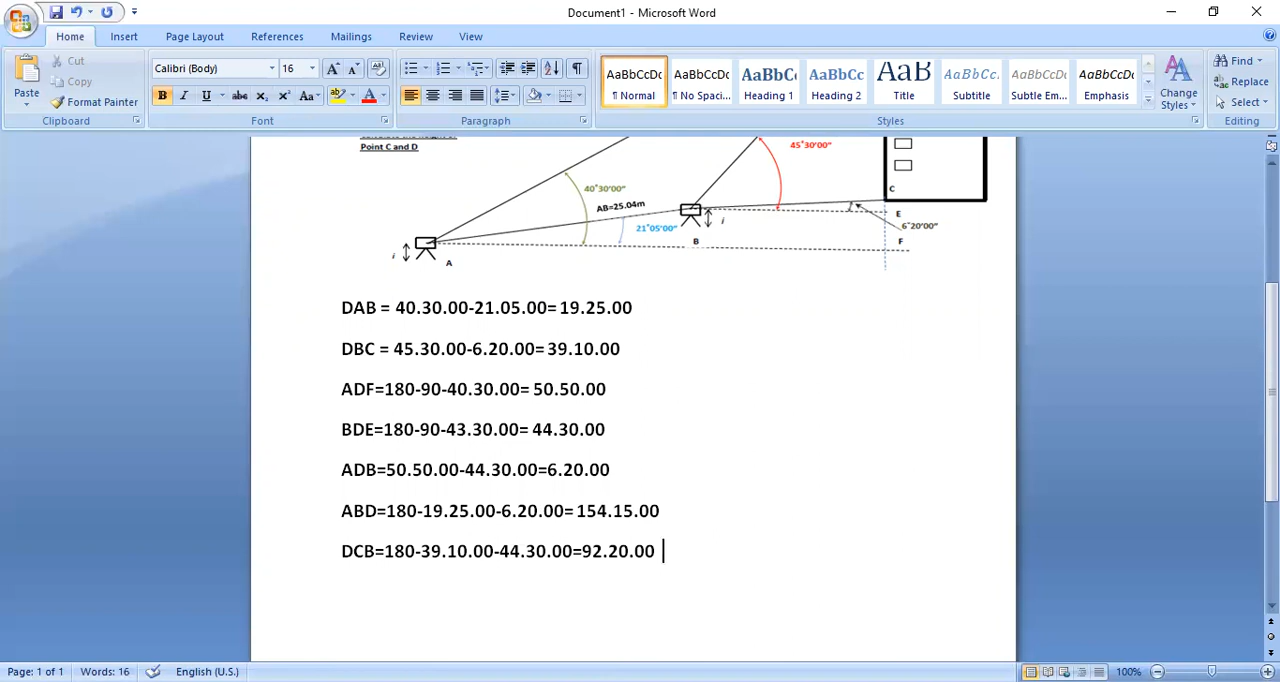 Document1 - Microsoft Word
Home Insert Page Layout References Mailings Review View
Paste
Cut
Copy
Format Painter
Clipboard
Calibri (Body) 16
B I U abc x₂ x² Aa A
Font
Paragraph
AaBbCcDc AaBbCcDc AaBbCc AaBbCc AaB AaBbCc. AaBbCcDc AaBbCcDc
¶ Normal ¶ No Spaci... Heading 1 Heading 2 Title Subtitle Subtle Em... Emphasis
Change Styles
Styles
Find
Replace
Select
Editing
Point C and D
45˚30'00"
40˚30'00"
AB=25.04m
21˚05'00"
i
A
i
B
C
E
6˚20'00"
F
DAB = 40.30.00-21.05.00= 19.25.00
DBC = 45.30.00-6.20.00= 39.10.00
ADF=180-90-40.30.00= 50.50.00
BDE=180-90-43.30.00= 44.30.00
ADB=50.50.00-44.30.00=6.20.00
ABD=180-19.25.00-6.20.00= 154.15.00
DCB=180-39.10.00-44.30.00=92.20.00
Page: 1 of 1 Words: 16 English (U.S.) 100%